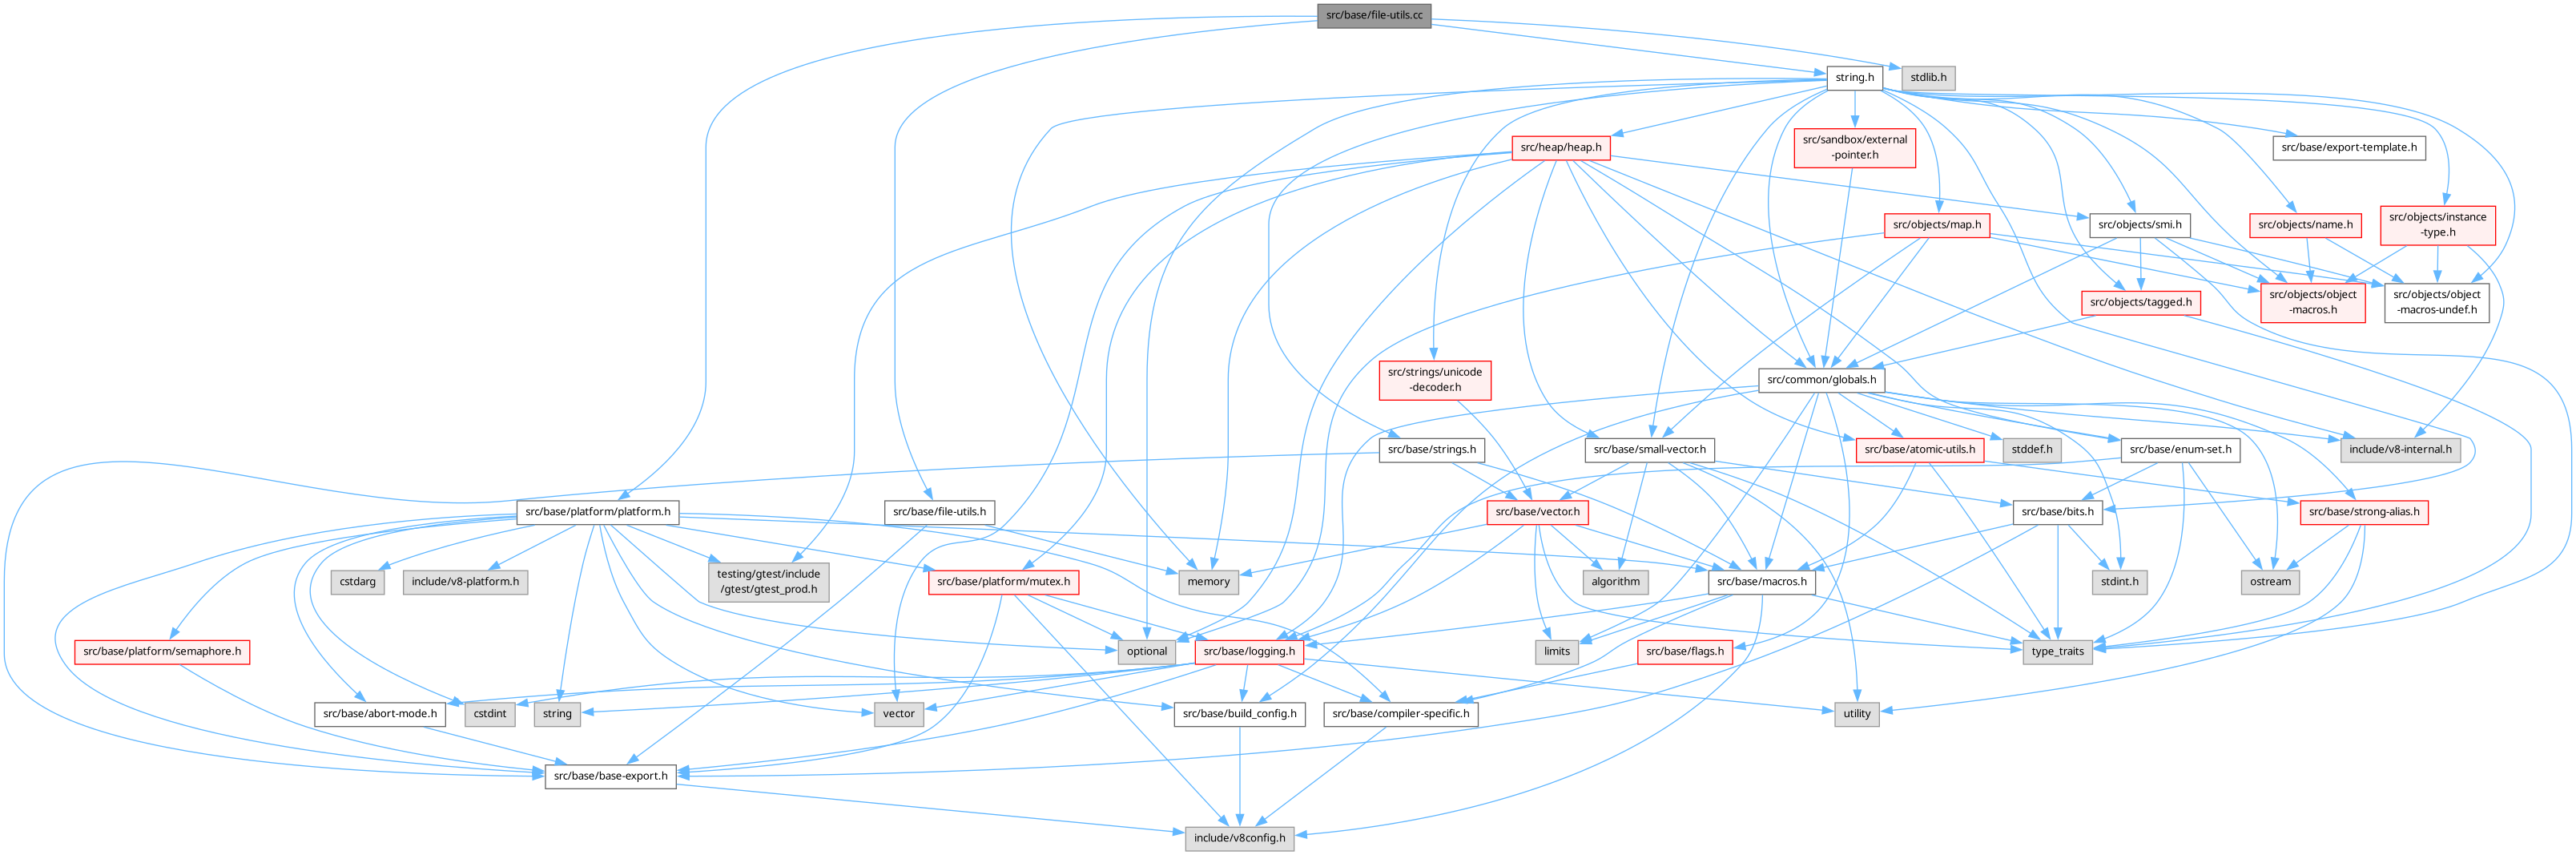 src/base/file-utils.cc
string.h
stdlib.h
src/heap/heap.h
src/sandbox/external
-pointer.h
src/base/export-template.h
src/objects/map.h
src/objects/smi.h
src/objects/name.h
src/objects/instance
-type.h
src/objects/tagged.h
src/objects/object
-macros.h
src/objects/object
-macros-undef.h
src/strings/unicode
-decoder.h
src/common/globals.h
src/base/strings.h
src/base/small-vector.h
src/base/atomic-utils.h
stddef.h
src/base/enum-set.h
include/v8-internal.h
src/base/platform/platform.h
src/base/file-utils.h
src/base/vector.h
src/base/bits.h
src/base/strong-alias.h
cstdarg
include/v8-platform.h
testing/gtest/include
/gtest/gtest_prod.h
src/base/platform/mutex.h
memory
algorithm
src/base/macros.h
stdint.h
ostream
src/base/platform/semaphore.h
optional
src/base/logging.h
limits
src/base/flags.h
type_traits
src/base/abort-mode.h
cstdint
string
vector
src/base/build_config.h
src/base/compiler-specific.h
utility
src/base/base-export.h
include/v8config.h